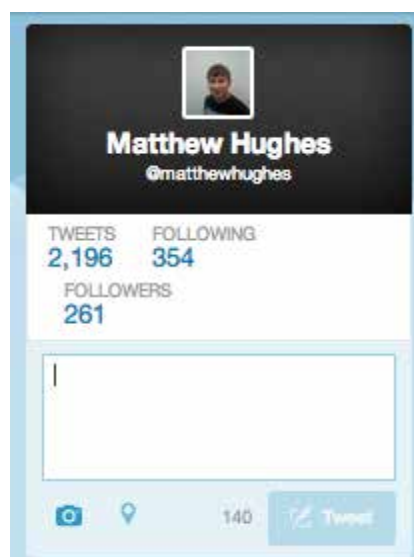 Matthew Hughes
@matthewhughes
TWEETS FOLLOWING
2,196 354
FOLLOWERS
261
140 Tweet